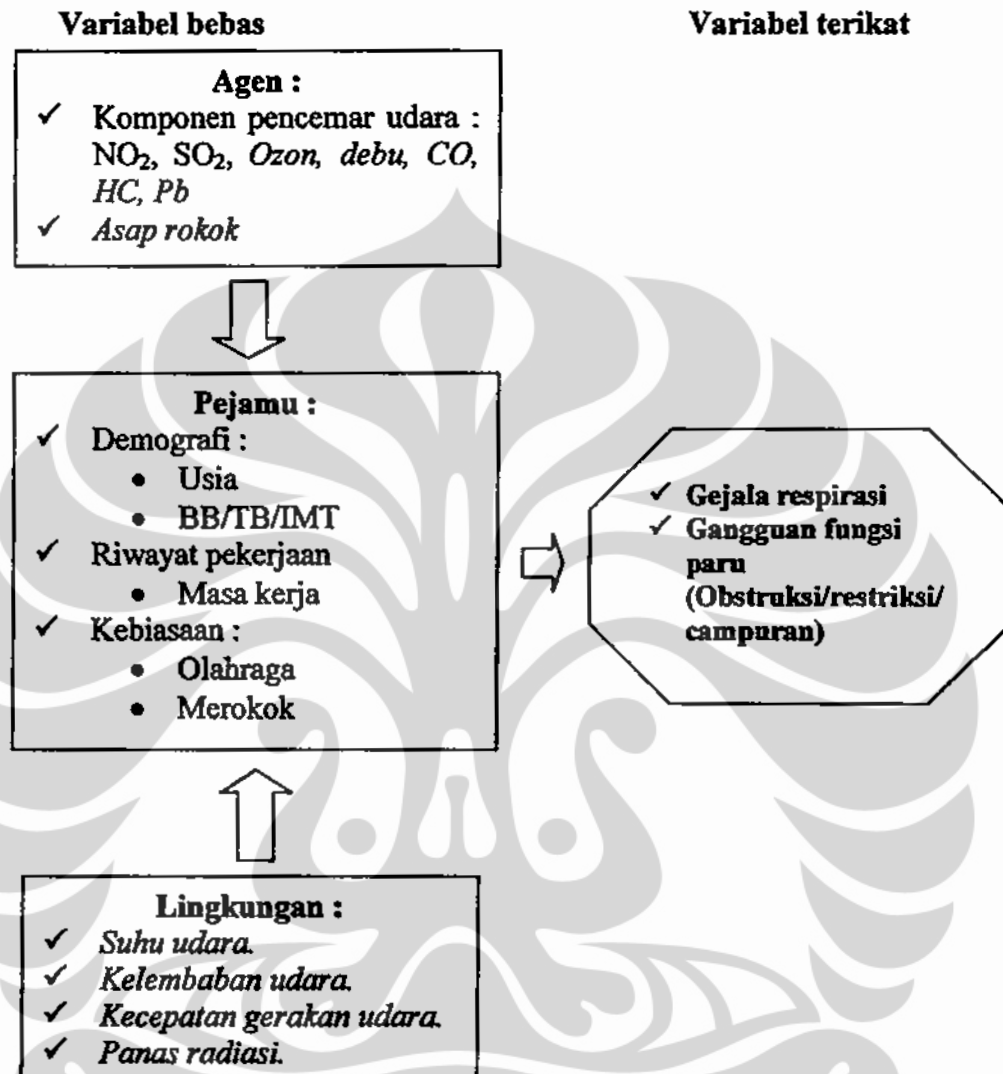 Variabel bebas
Variabel terikat
Agen :
✓ Komponen pencemar udara :
NO₂, SO₂, Ozon, debu, CO,
HC, Pb
✓ Asap rokok
Pejamu :
✓ Demografi :
• Usia
• BB/TB/IMT
✓ Riwayat pekerjaan
• Masa kerja
✓ Kebiasaan :
• Olahraga
• Merokok
✓ Gejala respirasi
✓ Gangguan fungsi
paru
(Obstruksi/restriksi/
campuran)
Lingkungan :
✓ Suhu udara.
✓ Kelembaban udara.
✓ Kecepatan gerakan udara.
✓ Panas radiasi.